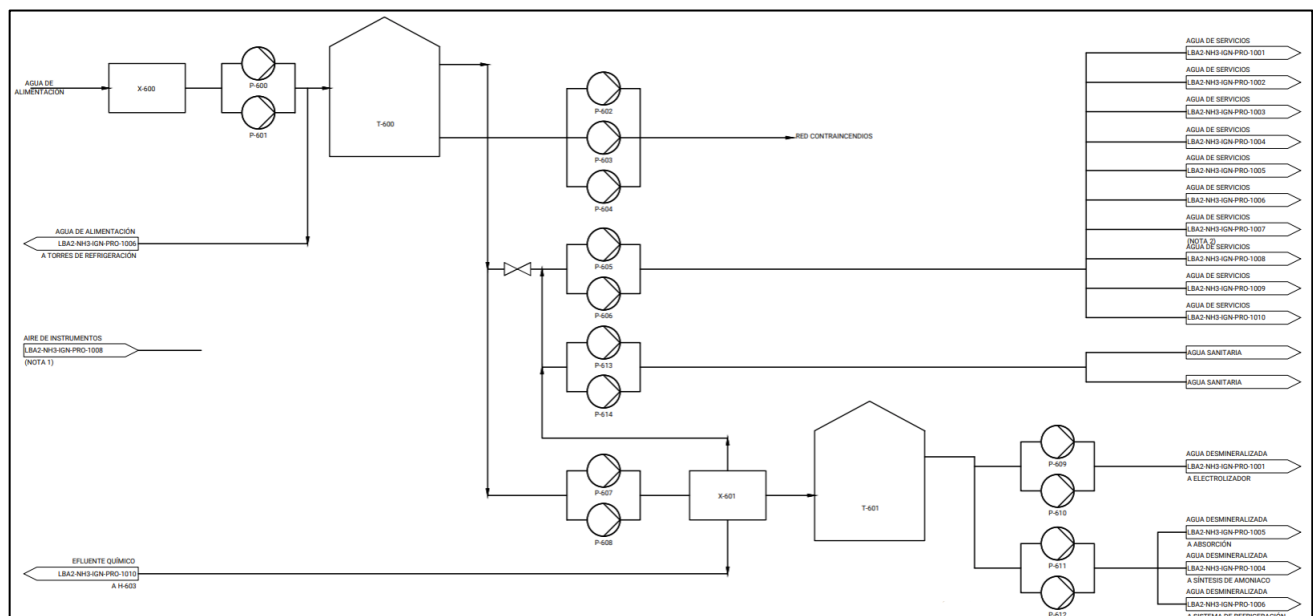 AGUA DE
ALIMENTACIÓN
X-600
P-600
P-601
T-600
P-602
P-603
P-604
RED CONTRAINCENDIOS
AGUA DE ALIMENTACIÓN
LBA2-NH3-IGN-PRO-1006
A TORRES DE REFRIGERACIÓN
AIRE DE INSTRUMENTOS
LBA2-NH3-IGN-PRO-1008
(NOTA 1)
P-605
P-606
P-613
P-614
P-607
P-608
X-601
T-601
EFLUENTE QUÍMICO
LBA2-NH3-IGN-PRO-1010
A H-603
P-609
P-610
P-611
P-612
AGUA DE SERVICIOS
LBA2-NH3-IGN-PRO-1001
AGUA DE SERVICIOS
LBA2-NH3-IGN-PRO-1002
AGUA DE SERVICIOS
LBA2-NH3-IGN-PRO-1003
AGUA DE SERVICIOS
LBA2-NH3-IGN-PRO-1004
AGUA DE SERVICIOS
LBA2-NH3-IGN-PRO-1005
AGUA DE SERVICIOS
LBA2-NH3-IGN-PRO-1006
AGUA DE SERVICIOS
LBA2-NH3-IGN-PRO-1007
(NOTA 2)
AGUA DE SERVICIOS
LBA2-NH3-IGN-PRO-1008
AGUA DE SERVICIOS
LBA2-NH3-IGN-PRO-1009
AGUA DE SERVICIOS
LBA2-NH3-IGN-PRO-1010
AGUA SANITARIA
AGUA SANITARIA
AGUA DESMINERALIZADA
LBA2-NH3-IGN-PRO-1001
A ELECTROLIZADOR
AGUA DESMINERALIZADA
LBA2-NH3-IGN-PRO-1005
A ABSORCIÓN
AGUA DESMINERALIZADA
LBA2-NH3-IGN-PRO-1004
A SÍNTESIS DE AMONIACO
AGUA DESMINERALIZADA
LBA2-NH3-IGN-PRO-1006
A SISTEMA DE REFRIGERACIÓN